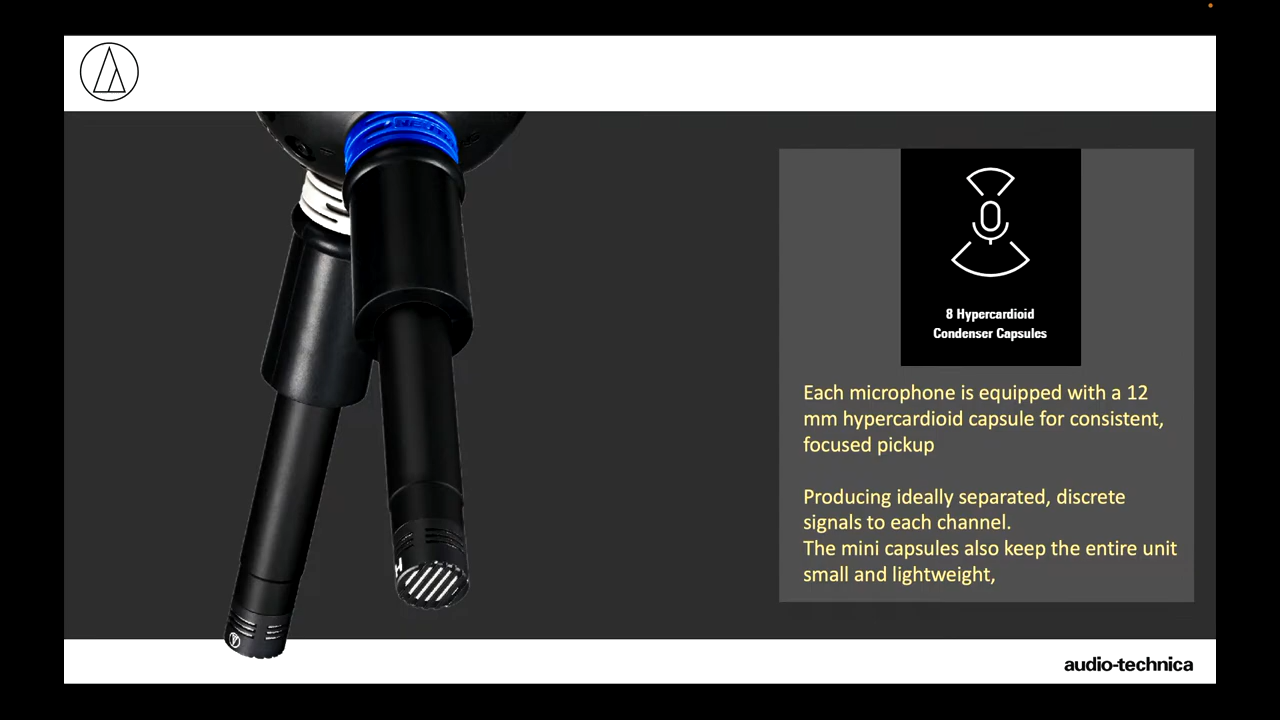 8 Hypercardioid
Condenser Capsules
Each microphone is equipped with a 12
mm hypercardioid capsule for consistent,
focused pickup
Producing ideally separated, discrete
signals to each channel.
The mini capsules also keep the entire unit
small and lightweight,
audio-technica